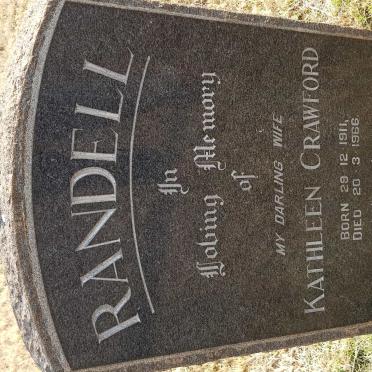 RANDELL
In
Loving Memory
of
MY DARLING WIFE
KATHLEEN CRAWFORD
BORN 29 12 1911,
DIED 20 3 1966